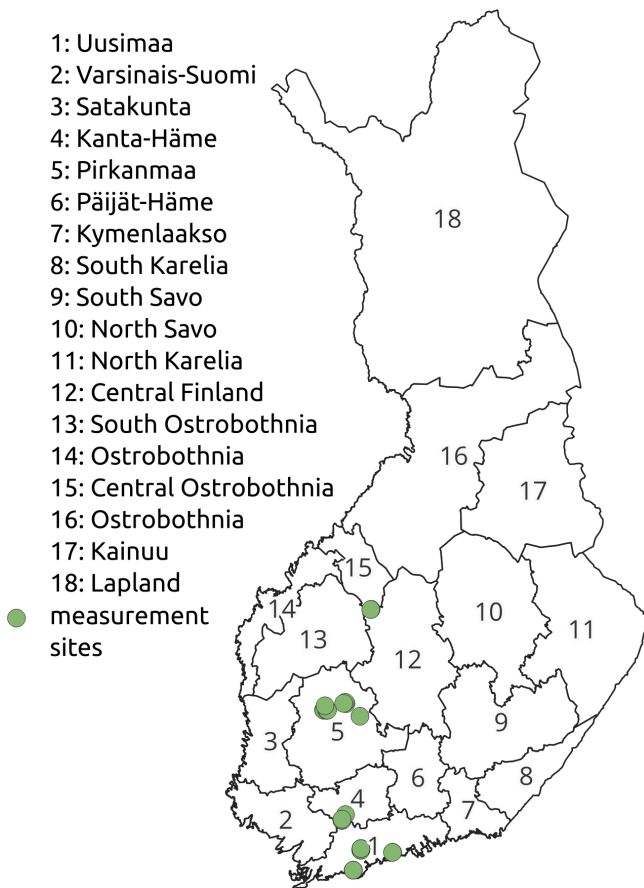 1: Uusimaa
2: Varsinais-Suomi
3: Satakunta
4: Kanta-Häme
5: Pirkanmaa
6: Päijät-Häme
7: Kymenlaakso
8: South Karelia
9: South Savo
10: North Savo
11: North Karelia
12: Central Finland
13: South Ostrobothnia
14: Ostrobothnia
15: Central Ostrobothnia
16: Ostrobothnia
17: Kainuu
18: Lapland
measurement
sites
18
16
17
15
14
10
13
11
12
9
5
3
8
6
4
7
2
1